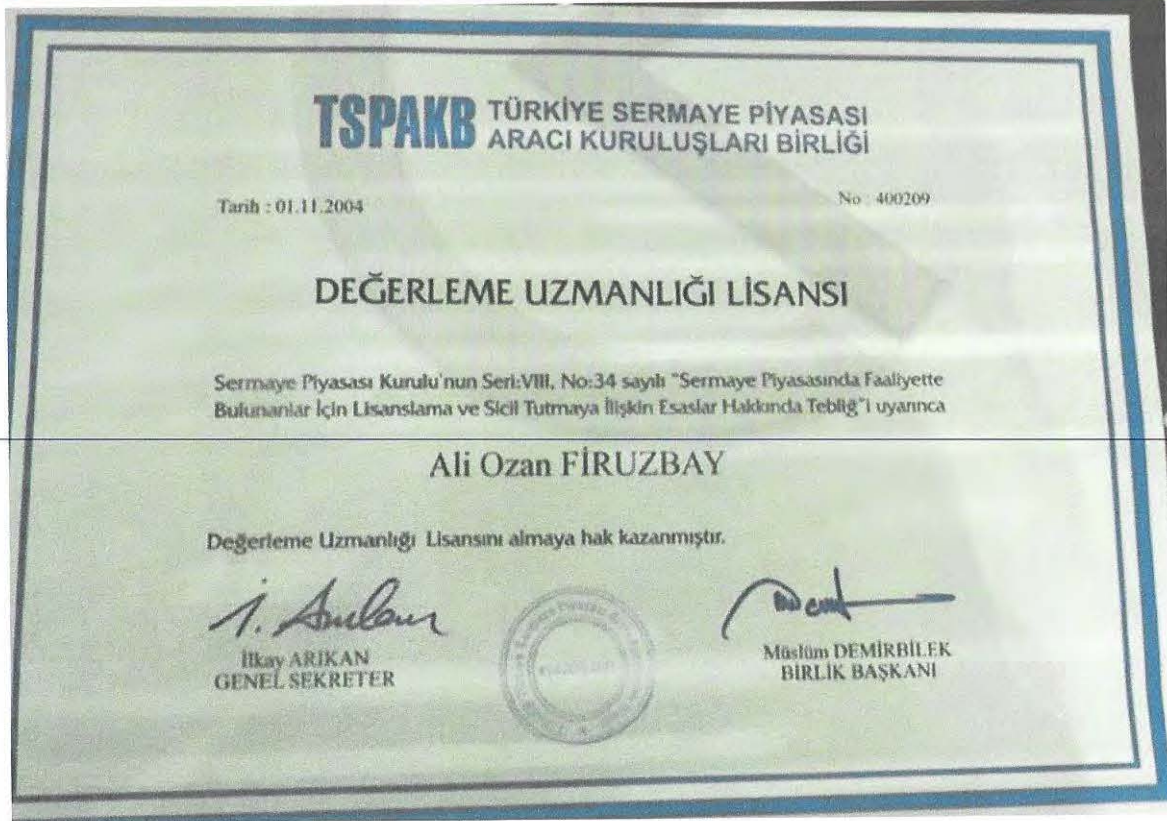 TSPAKB TÜRKİYE SERMAYE PİYASASI
ARACI KURULUŞLARI BİRLİĞİ
Tarih : 01.11.2004
No : 400209
DEĞERLEME UZMANLIĞI LİSANSI
Sermaye Piyasası Kurulu'nun Seri:VIII, No:34 sayılı "Sermaye Piyasasında Faaliyette
Bulunanlar İçin Lisanslama ve Sicil Tutmaya İlişkin Esaslar Hakkında Tebliğ"i uyarınca
Ali Ozan FİRUZBAY
Değerleme Uzmanlığı Lisansını almaya hak kazanmıştır.
İlkay ARIKAN
GENEL SEKRETER
Müslüm DEMİRBİLEK
BİRLİK BAŞKANI